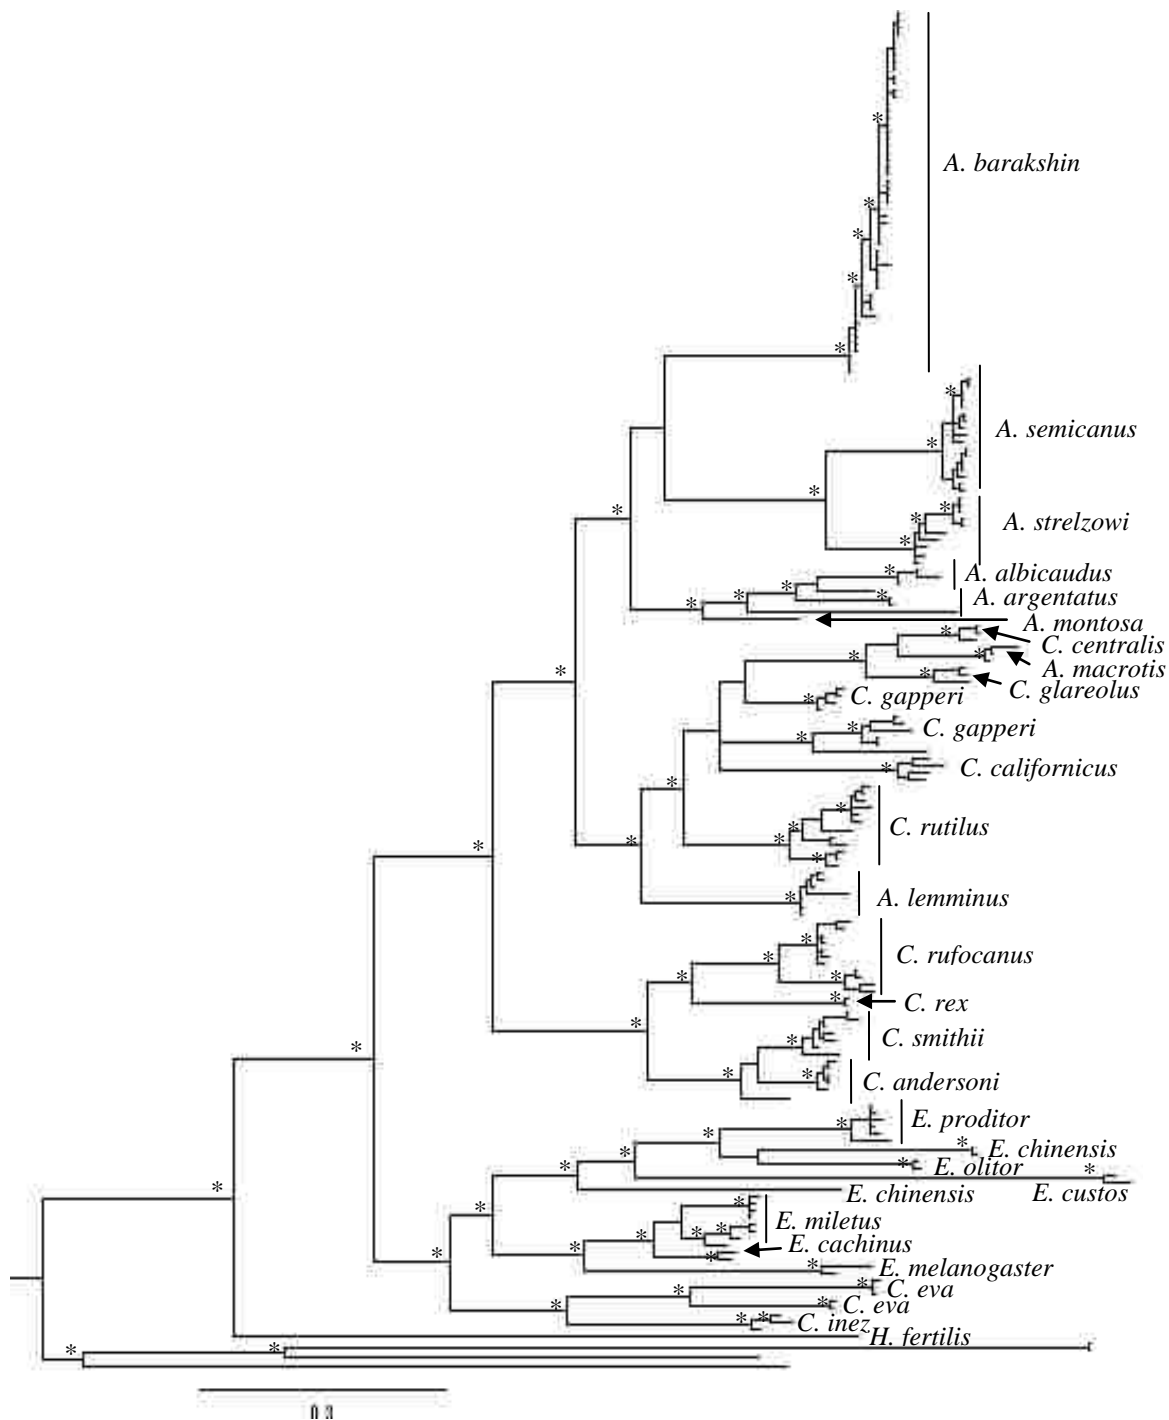 A. barakshin
A. semicanus
A. strelzowi
A. albicaudus
A. argentatus
A. montosa
C. centralis
A. macrotis
C. glareolus
C. gapperi
C. gapperi
C. californicus
C. rutilus
A. lemminus
C. rufocanus
C. rex
C. smithii
C. andersoni
E. proditor
E. chinensis
E. olitor
E. custos
E. chinensis
E. miletus
E. cachinus
E. melanogaster
C. eva
C. eva
C. inez
H. fertilis
0.3